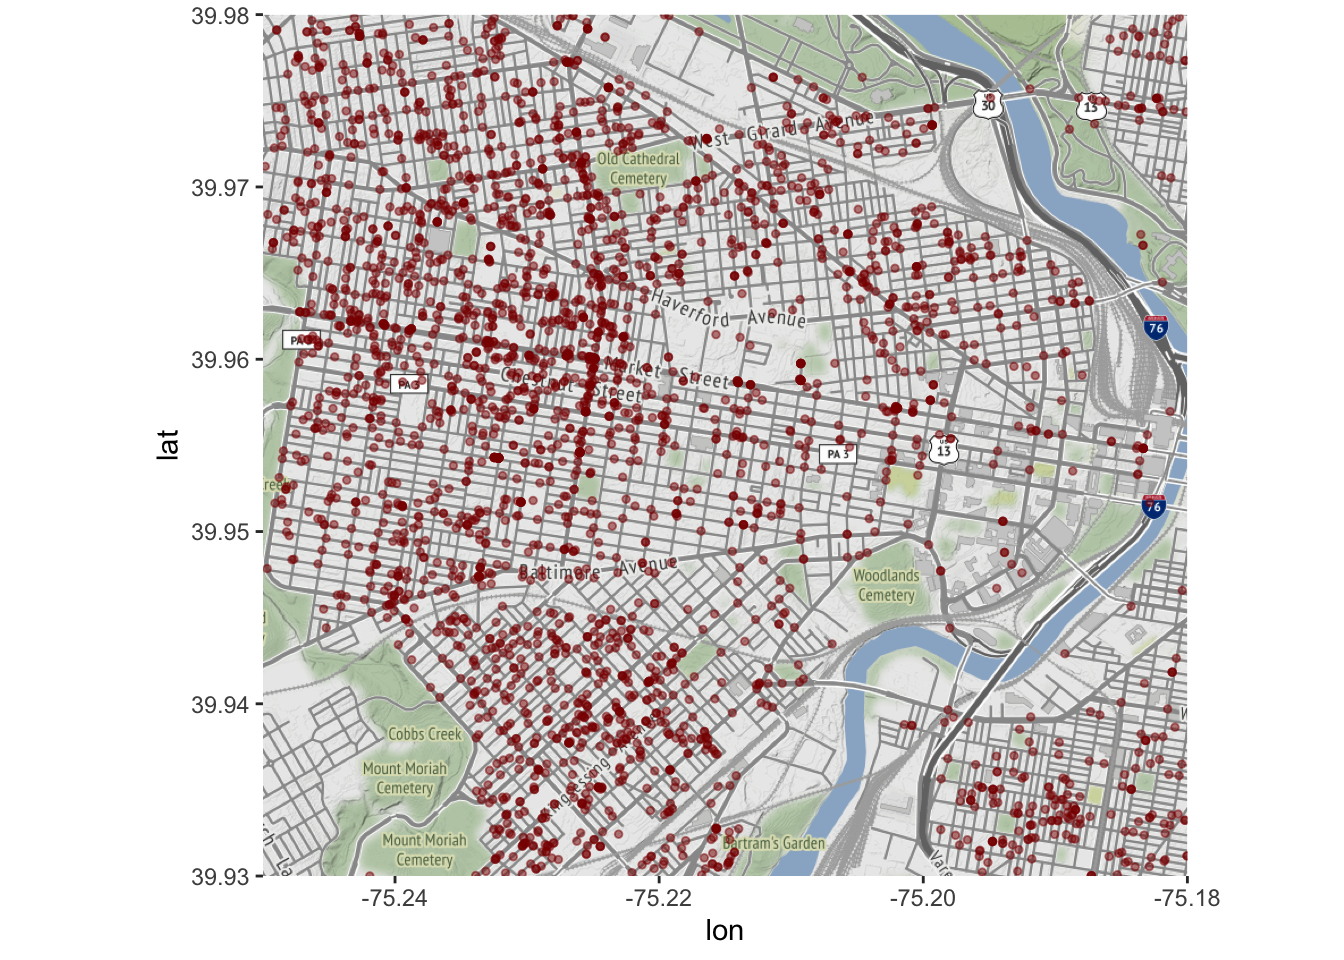 39.98
39.97
39.96
39.95
39.94
39.93
lat
-75.24
-75.22
-75.20
-75.18
lon
West Girard Avenue
Old Cathedral
Cemetery
30
13
Haverford Avenue
76
Market Street
Chestnut Street
PA 3
PA 3
13
76
Baltimore Avenue
Woodlands
Cemetery
Cobbs Creek
Mount Moriah
Cemetery
Mount Moriah
Cemetery
Kingsessing Avenue
Bartram's Garden